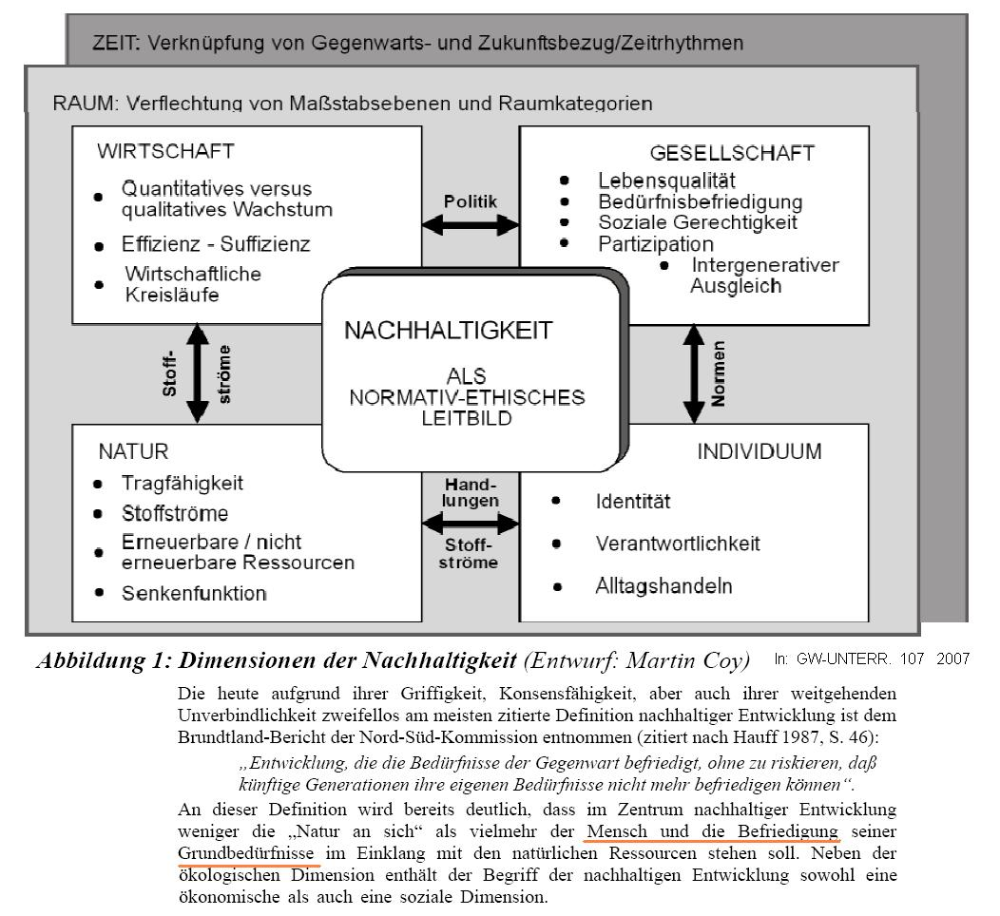 ZEIT: Verknüpfung von Gegenwarts- und Zukunftsbezug/Zeitrhythmen
RAUM: Verflechtung von Maßstabsebenen und Raumkategorien
WIRTSCHAFT
• Quantitatives versus
qualitatives Wachstum
• Effizienz - Suffizienz
• Wirtschaftliche
Kreisläufe
Politik
GESELLSCHAFT
• Lebensqualität
• Bedürfnisbefriedigung
• Soziale Gerechtigkeit
• Partizipation
• Intergenerativer
Ausgleich
Stoff-
ströme
NACHHALTIGKEIT
ALS
NORMATIV-ETHISCHES
LEITBILD
Normen
NATUR
• Tragfähigkeit
• Stoffströme
• Erneuerbare / nicht
erneuerbare Ressourcen
• Senkenfunktion
Hand-
lungen
Stoff-
ströme
INDIVIDUUM
• Identität
• Verantwortlichkeit
• Alltagshandeln
Abbildung 1: Dimensionen der Nachhaltigkeit (Entwurf: Martin Coy) In: GW-UNTERR. 107 2007
Die heute aufgrund ihrer Griffigkeit, Konsensfähigkeit, aber auch ihrer weitgehenden
Unverbindlichkeit zweifellos am meisten zitierte Definition nachhaltiger Entwicklung ist dem
Brundtland-Bericht der Nord-Süd-Kommission entnommen (zitiert nach Hauff 1987, S. 46):
„Entwicklung, die die Bedürfnisse der Gegenwart befriedigt, ohne zu riskieren, daß
künftige Generationen ihre eigenen Bedürfnisse nicht mehr befriedigen können“.
An dieser Definition wird bereits deutlich, dass im Zentrum nachhaltiger Entwicklung
weniger die „Natur an sich“ als vielmehr der Mensch und die Befriedigung seiner
Grundbedürfnisse im Einklang mit den natürlichen Ressourcen stehen soll. Neben der
ökologischen Dimension enthält der Begriff der nachhaltigen Entwicklung sowohl eine
ökonomische als auch eine soziale Dimension.